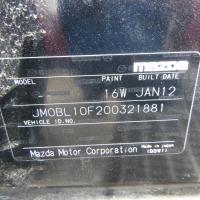 mazda
MODEL PAINT BUILT DATE
- 16W JAN12
JM0BL10F200321881
VEHICLE ID.NO.
Mazda Motor Corporation Made in Japan